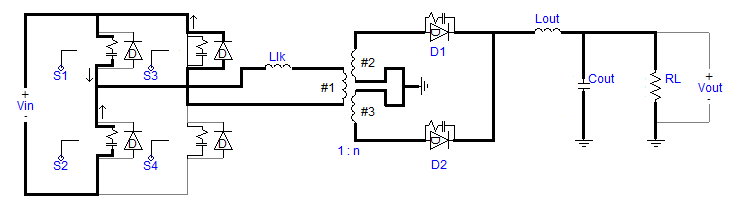 Lout
D
D
D1
S1
S3
Llk
#2
+
Vin
-
#1
Cout
RL
+
Vout
-
#3
D
D
S2
S4
1 : n
D2